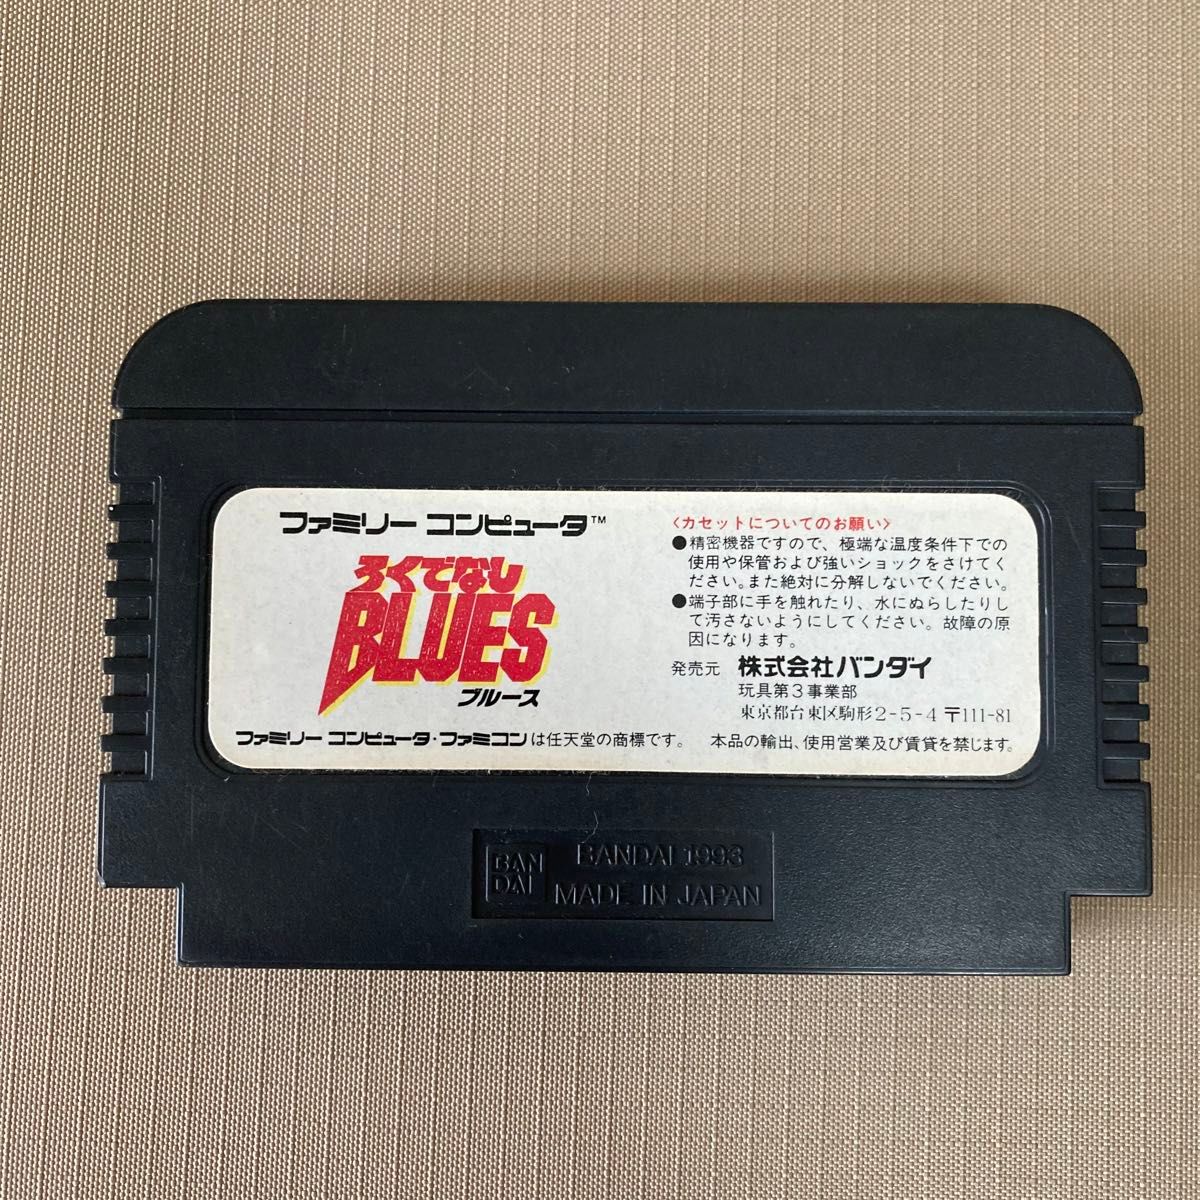 ファミリー コンピュータ™
ろくでなし
BLUES
ブルース
〈カセットについてのお願い〉
●精密機器ですので、極端な温度条件下での
使用や保管および強いショックをさけてく
ださい。また絶対に分解しないでください。
●端子部に手を触れたり、水にぬらしたりし
て汚さないようにしてください。故障の原
因になります。
発売元 株式会社バンダイ
玩具第3事業部
東京都台東区駒形2-5-4 〒111-81
ファミリー コンピュータ・ファミコンは任天堂の商標です。 本品の輸出、使用営業及び賃貸を禁じます。
BAN
DAI
BANDAI 1993
MADE IN JAPAN